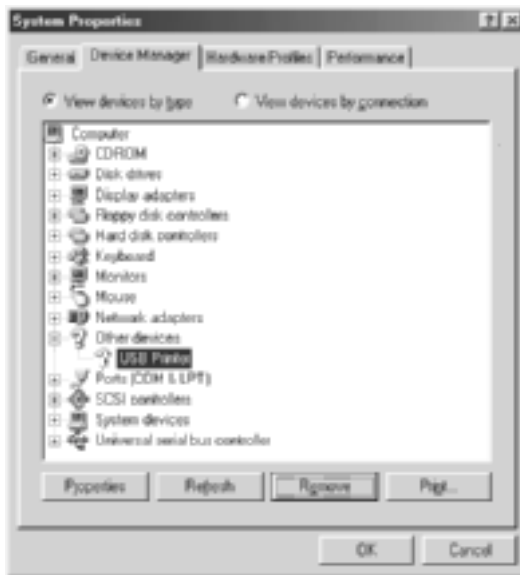 System Properties
General Device Manager Hardware Profiles Performance
View devices by type View devices by connection
Computer
CDROM
Disk drives
Display adapters
Floppy disk controllers
Hard disk controllers
Keyboard
Monitors
Mouse
Network adapters
Other devices
USB Printer
Ports (COM & LPT)
SCSI controllers
System devices
Universal serial bus controller
Properties Refresh Remove Print...
OK Cancel